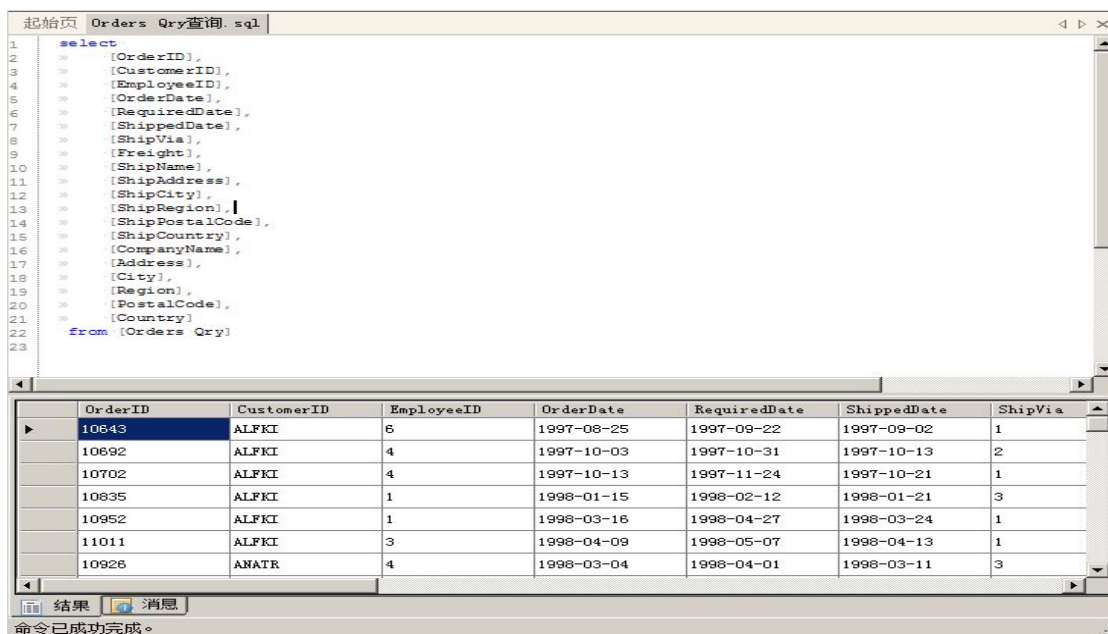 起始页 Orders Qry查询.sql
1 select
2 [OrderID],
3 [CustomerID],
4 [EmployeeID],
5 [OrderDate],
6 [RequiredDate],
7 [ShippedDate],
8 [ShipVia],
9 [Freight],
10 [ShipName],
11 [ShipAddress],
12 [ShipCity],
13 [ShipRegion],
14 [ShipPostalCode],
15 [ShipCountry],
16 [CompanyName],
17 [Address],
18 [City],
19 [Region],
20 [PostalCode],
21 [Country]
22 from [Orders Qry]
23
OrderID CustomerID EmployeeID OrderDate RequiredDate ShippedDate ShipVia
10643 ALFKI 6 1997-08-25 1997-09-22 1997-09-02 1
10692 ALFKI 4 1997-10-03 1997-10-31 1997-10-13 2
10702 ALFKI 4 1997-10-13 1997-11-24 1997-10-21 1
10835 ALFKI 1 1998-01-15 1998-02-12 1998-01-21 3
10952 ALFKI 1 1998-03-16 1998-04-27 1998-03-24 1
11011 ALFKI 3 1998-04-09 1998-05-07 1998-04-13 1
10926 ANATR 4 1998-03-04 1998-04-01 1998-03-11 3
结果 消息
命令已成功完成。